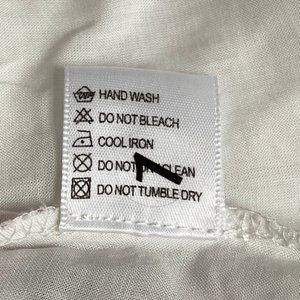 HAND WASH
DO NOT BLEACH
COOL IRON
DO NOT CLEAN
DO NOT TUMBLE DRY